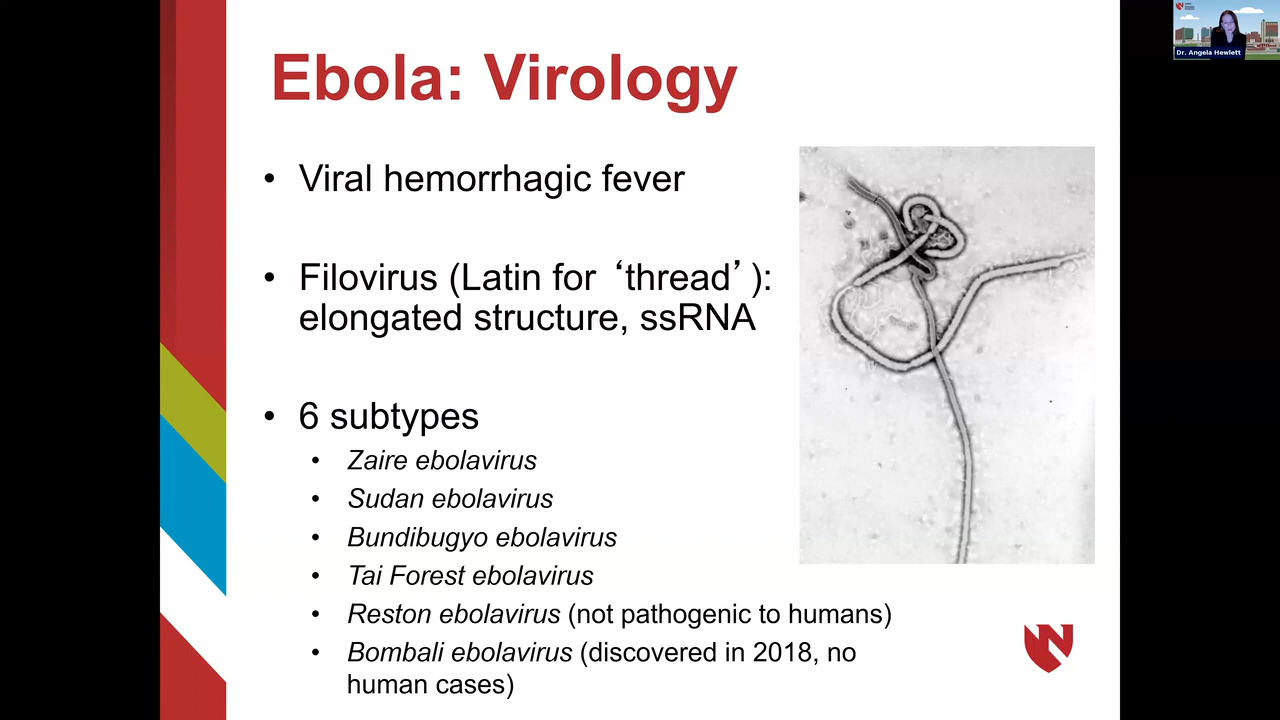 Ebola: Virology
• Viral hemorrhagic fever
• Filovirus (Latin for ‘thread’):
elongated structure, ssRNA
• 6 subtypes
• Zaire ebolavirus
• Sudan ebolavirus
• Bundibugyo ebolavirus
• Tai Forest ebolavirus
• Reston ebolavirus (not pathogenic to humans)
• Bombali ebolavirus (discovered in 2018, no
human cases)
Dr. Angela Hewlett